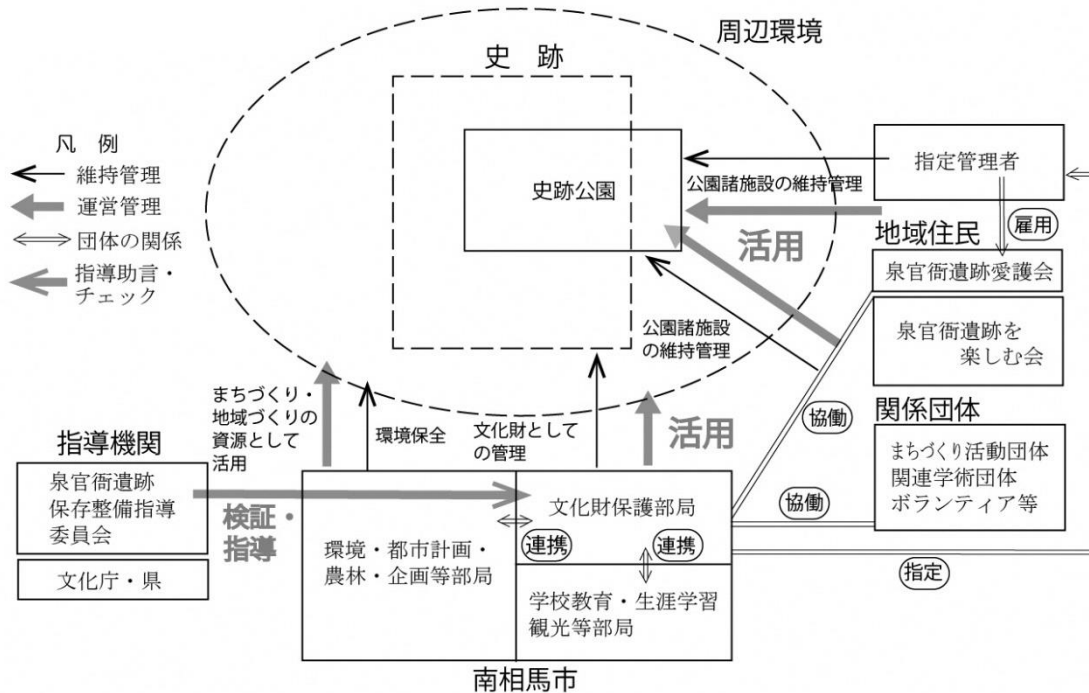 周辺環境
史　跡
史跡公園
凡　例
維持管理
運営管理
団体の関係
指導助言・
チェック
指定管理者
公園諸施設の維持管理
活用
雇用
地域住民
泉官衙遺跡愛護会
泉官衙遺跡を
楽しむ会
公園諸施設
の維持管理
協働
関係団体
まちづくり活動団体
関連学術団体
ボランティア等
協働
指定
まちづくり・
地域づくりの
資源として
活用
環境保全
文化財として
の管理
活用
指導機関
泉官衙遺跡
保存整備指導
委員会
文化庁・県
検証・
指導
環境・都市計画・
農林・企画等部局
文化財保護部局
連携
連携
学校教育・生涯学習
観光等部局
南相馬市